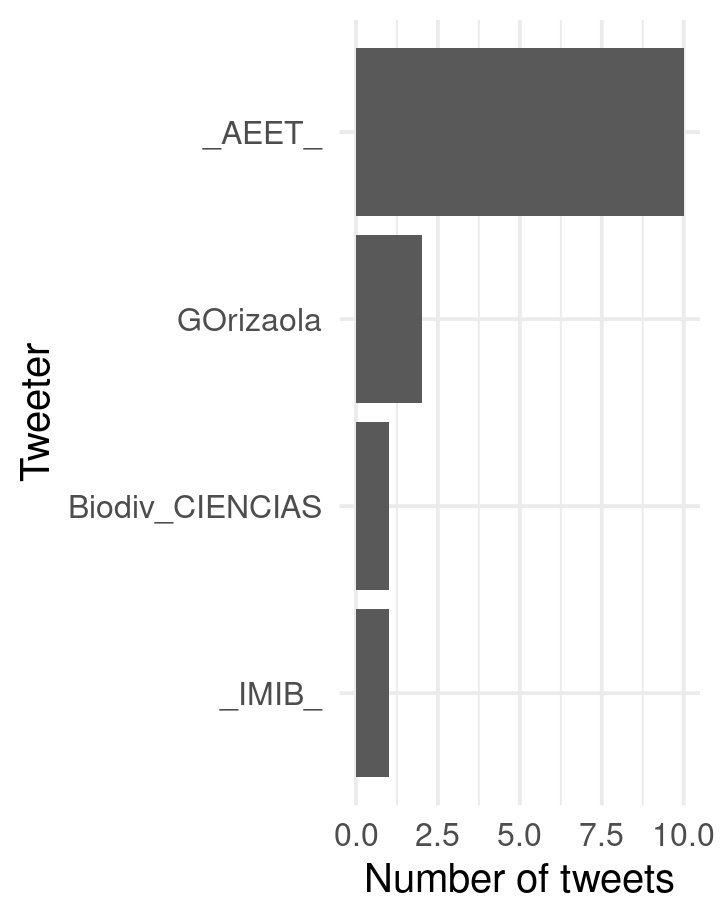 _AEET_
GOrizaola
Biodiv_CIENCIAS
_IMIB_
Tweeter
0.0 2.5 5.0 7.5 10.0
Number of tweets